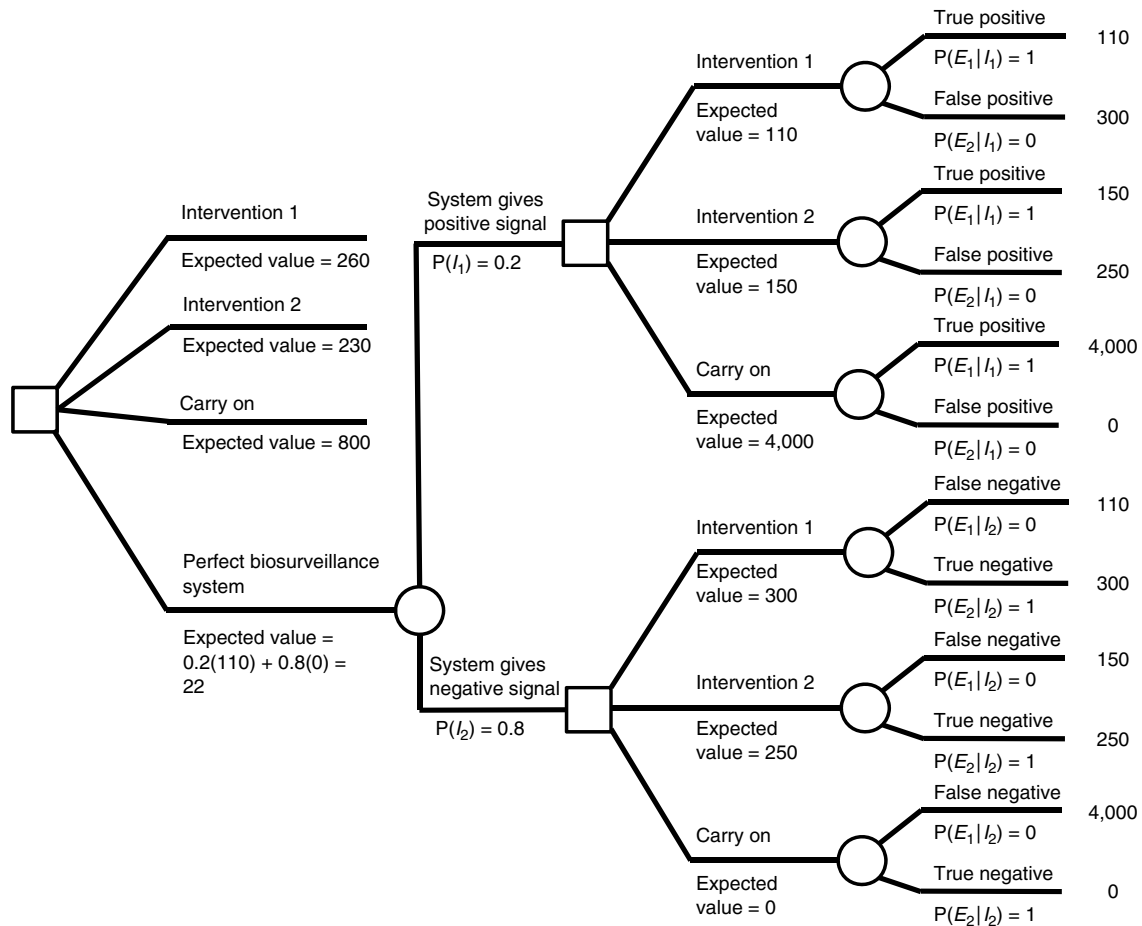 Intervention 1
Expected value = 260
Intervention 2
Expected value = 230
Carry on
Expected value = 800
Perfect biosurveillance
system
Expected value =
0.2(110) + 0.8(0) =
22
System gives
positive signal
P(I₁) = 0.2
System gives
negative signal
P(I₂) = 0.8
Intervention 1
Expected
value = 110
True positive
110
P(E₁|I₁) = 1
False positive
300
P(E₂|I₁) = 0
Intervention 2
Expected
value = 150
True positive
150
P(E₁|I₁) = 1
False positive
250
P(E₂|I₁) = 0
Carry on
Expected
value = 4,000
True positive
4,000
P(E₁|I₁) = 1
False positive
0
P(E₂|I₁) = 0
Intervention 1
Expected
value = 300
False negative
110
P(E₁|I₂) = 0
True negative
300
P(E₂|I₂) = 1
Intervention 2
Expected
value = 250
False negative
150
P(E₁|I₂) = 0
True negative
250
P(E₂|I₂) = 1
Carry on
Expected
value = 0
False negative
4,000
P(E₁|I₂) = 0
True negative
0
P(E₂|I₂) = 1